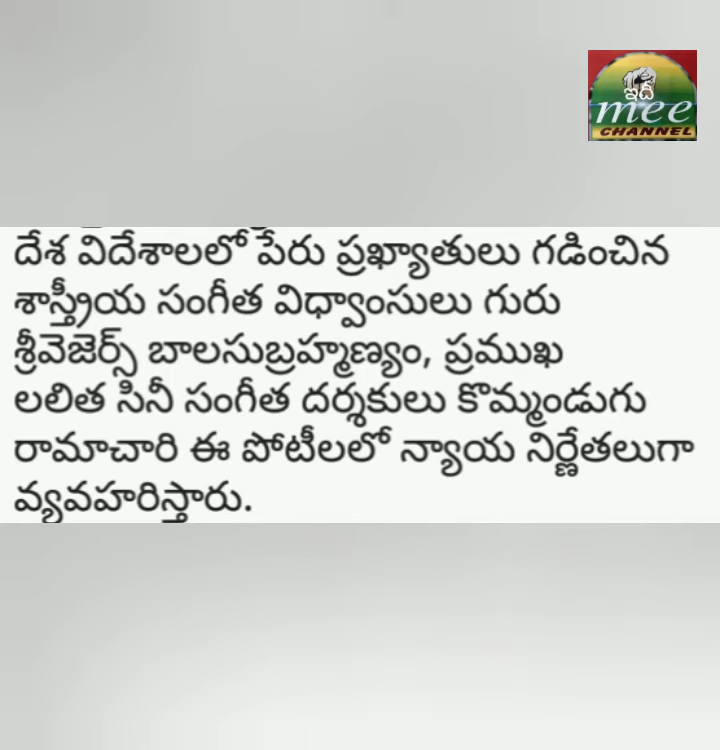 ఇది
mee
CHANNEL
దేశ విదేశాలలో పేరు ప్రఖ్యాతులు గడించిన
శాస్త్రీయ సంగీత విధ్వాంసులు గురు
శ్రీవెజెర్స్ బాలసుబ్రహ్మణ్యం, ప్రముఖ
లలిత సినీ సంగీత దర్శకులు కొమ్మండుగు
రామాచారి ఈ పోటీలలో న్యాయ నిర్ణేతలుగా
వ్యవహరిస్తారు.